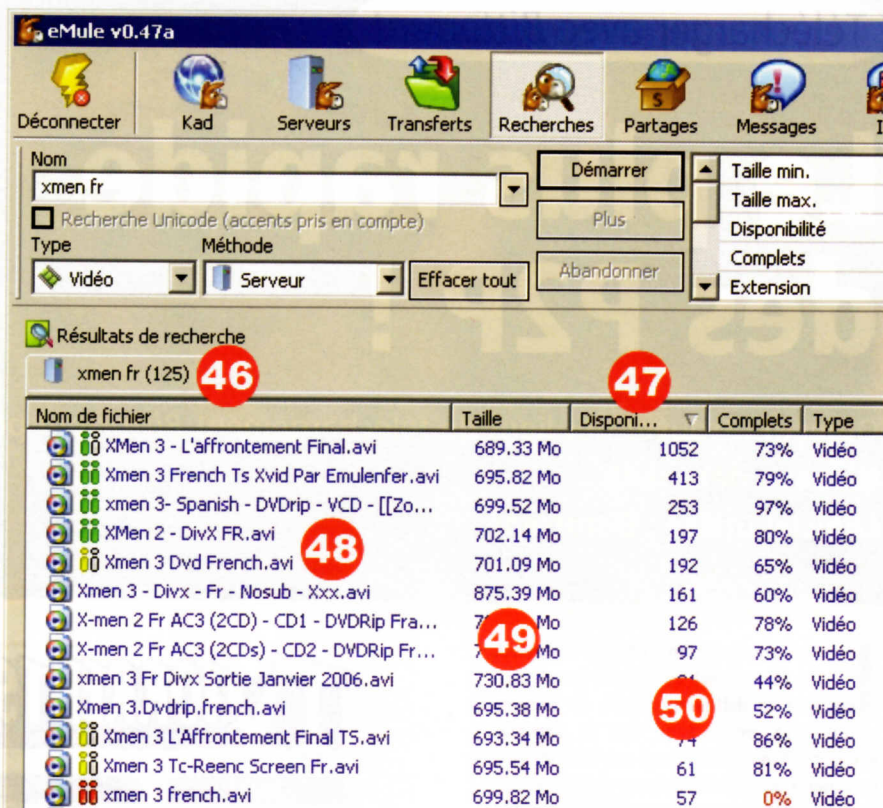 eMule v0.47a
Déconnecter Kad Serveurs Transferts Recherches Partages Messages
Nom
xmen fr
Recherche Unicode (accents pris en compte)
Type Méthode
Vidéo Serveur Effacer tout
Démarrer
Plus
Abandonner
Taille min.
Taille max.
Disponibilité
Complets
Extension
Résultats de recherche
xmen fr (125) 46 47
Nom de fichier Taille Disponi... Complets Type
XMen 3 - L'affrontement Final.avi 689.33 Mo 1052 73% Vidéo
Xmen 3 French Ts Xvid Par Emulenfer.avi 695.82 Mo 413 79% Vidéo
xmen 3- Spanish - DVDrip - VCD - [[Zo... 699.52 Mo 253 97% Vidéo
XMen 2 - DivX FR.avi 702.14 Mo 197 80% Vidéo
48
Xmen 3 Dvd French.avi 701.09 Mo 192 65% Vidéo
Xmen 3 - Divx - Fr - Nosub - Xxx.avi 875.39 Mo 161 60% Vidéo
X-men 2 Fr AC3 (2CD) - CD1 - DVDRip Fra... Mo 126 78% Vidéo
49
X-men 2 Fr AC3 (2CDs) - CD2 - DVDRip Fr... Mo 97 73% Vidéo
xmen 3 Fr Divx Sortie Janvier 2006.avi 730.83 Mo 44% Vidéo
Xmen 3.Dvdrip.french.avi 695.38 Mo 50 52% Vidéo
Xmen 3 L'Affrontement Final TS.avi 693.34 Mo 74 86% Vidéo
Xmen 3 Tc-Reenc Screen Fr.avi 695.54 Mo 61 81% Vidéo
xmen 3 french.avi 699.82 Mo 57 0% Vidéo